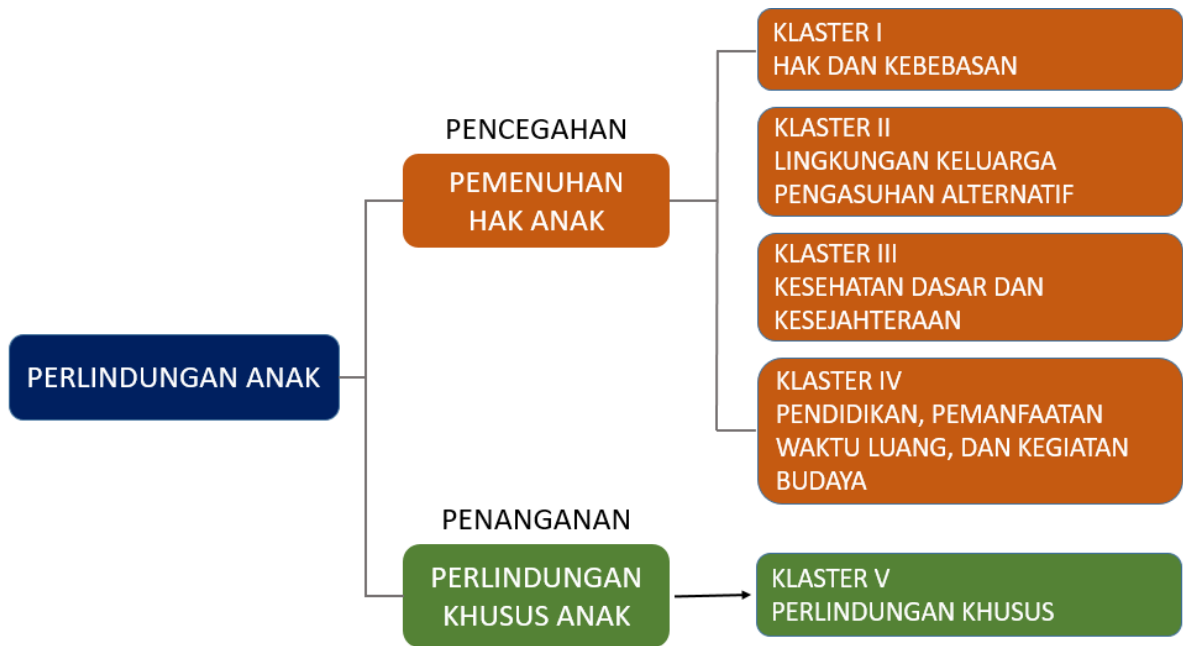 PERLINDUNGAN ANAK
PENCEGAHAN
PEMENUHAN
HAK ANAK
KLASTER I
HAK DAN KEBEBASAN
KLASTER II
LINGKUNGAN KELUARGA
PENGASUHAN ALTERNATIF
KLASTER III
KESEHATAN DASAR DAN
KESEJAHTERAAN
KLASTER IV
PENDIDIKAN, PEMANFAATAN
WAKTU LUANG, DAN KEGIATAN
BUDAYA
PENANGANAN
PERLINDUNGAN
KHUSUS ANAK
KLASTER V
PERLINDUNGAN KHUSUS